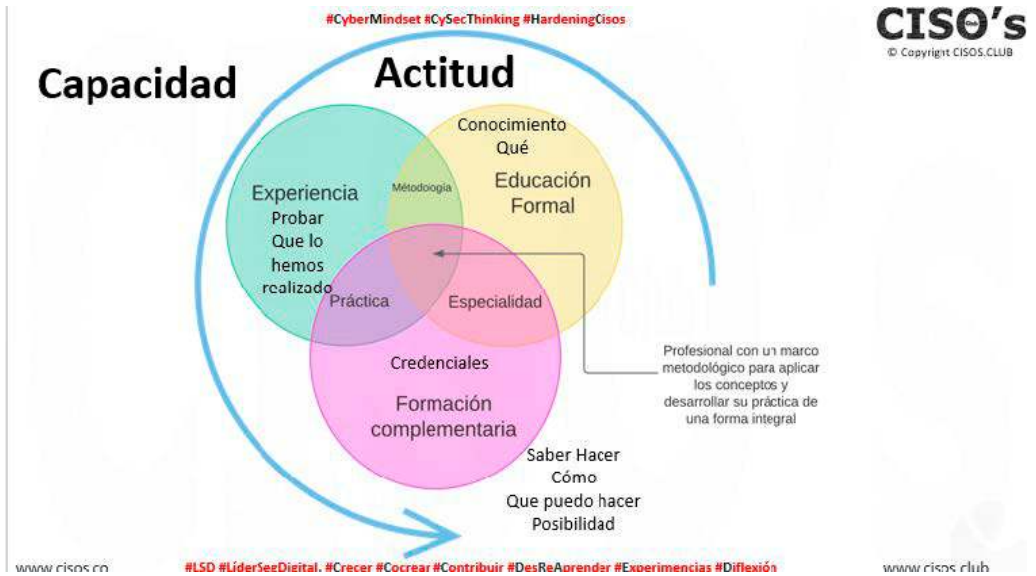 #CyberMindset #CySecThinking #HardeningCisos
CISO's
Club
© Copyright CISOS.CLUB
Capacidad
Actitud
Conocimiento
Qué
Educación
Formal
Métodología
Experiencia
Probar
Que lo
hemos
realizado
Práctica
Especialidad
Credenciales
Formación
complementaria
Profesional con un marco
metodológico para aplicar
los conceptos y
desarrollar su práctica de
una forma integral
Saber Hacer
Cómo
Que puedo hacer
Posibilidad
www.cisos.co
#LSD #LíderSegDigital, #Crecer #Cocrear #Contribuir #DesReAprender #Experimencias #Diflexión
www.cisos.club